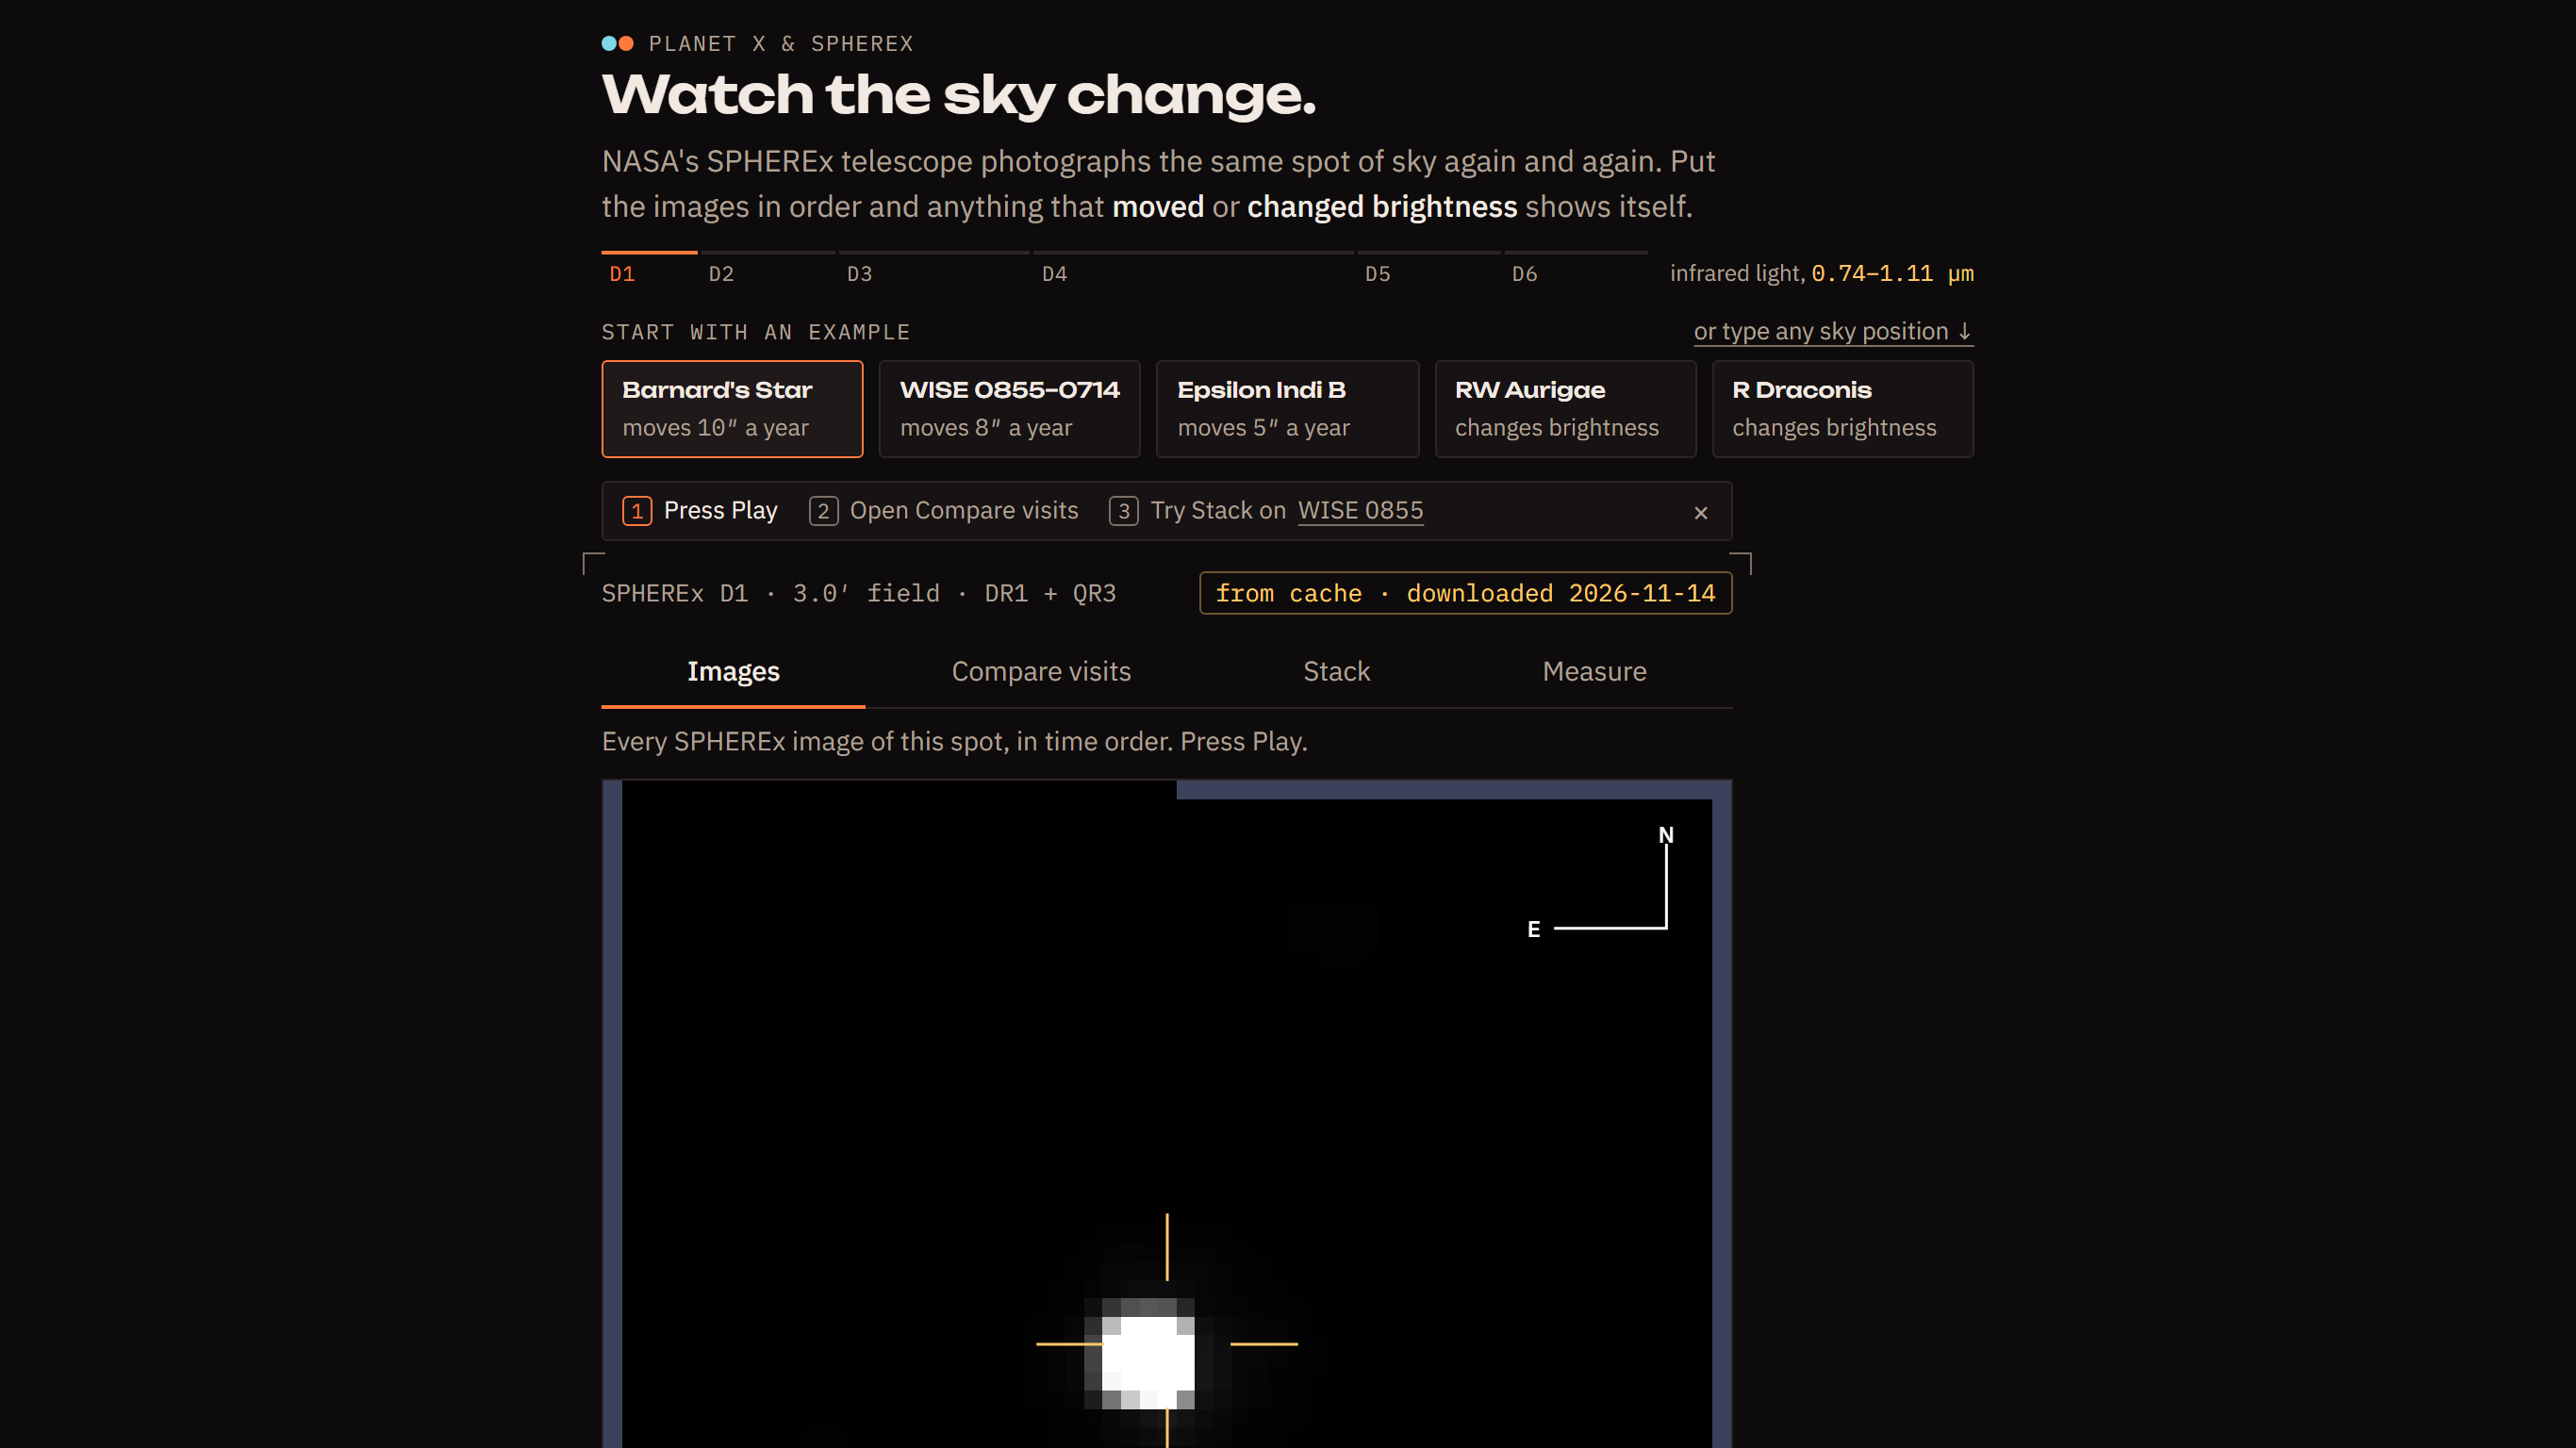 PLANET X & SPHEREX
Watch the sky change.
NASA's SPHEREx telescope photographs the same spot of sky again and again. Put
the images in order and anything that moved or changed brightness shows itself.
D1 D2 D3 D4 D5 D6 infrared light, 0.74–1.11 µm
START WITH AN EXAMPLE or type any sky position ↓
Barnard's Star WISE 0855–0714 Epsilon Indi B RW Aurigae R Draconis
moves 10″ a year moves 8″ a year moves 5″ a year changes brightness changes brightness
1 Press Play 2 Open Compare visits 3 Try Stack on WISE 0855 ×
SPHEREx D1 · 3.0′ field · DR1 + QR3 from cache · downloaded 2026-11-14
Images Compare visits Stack Measure
Every SPHEREx image of this spot, in time order. Press Play.
N
E